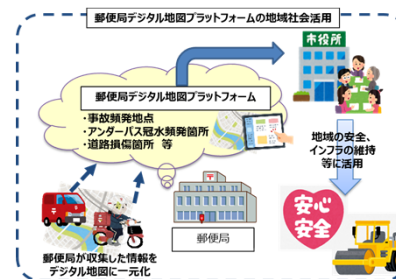 郵便局デジタル地図プラットフォームの地域社会活用
市役所
郵便局デジタル地図プラットフォーム
・事故頻発地点
・アンダーパス冠水頻発箇所
・道路損傷箇所 等
地域の安全、
インフラの維持
等に活用
郵便局
安心
安全
郵便局が収集した情報を
デジタル地図に一元化